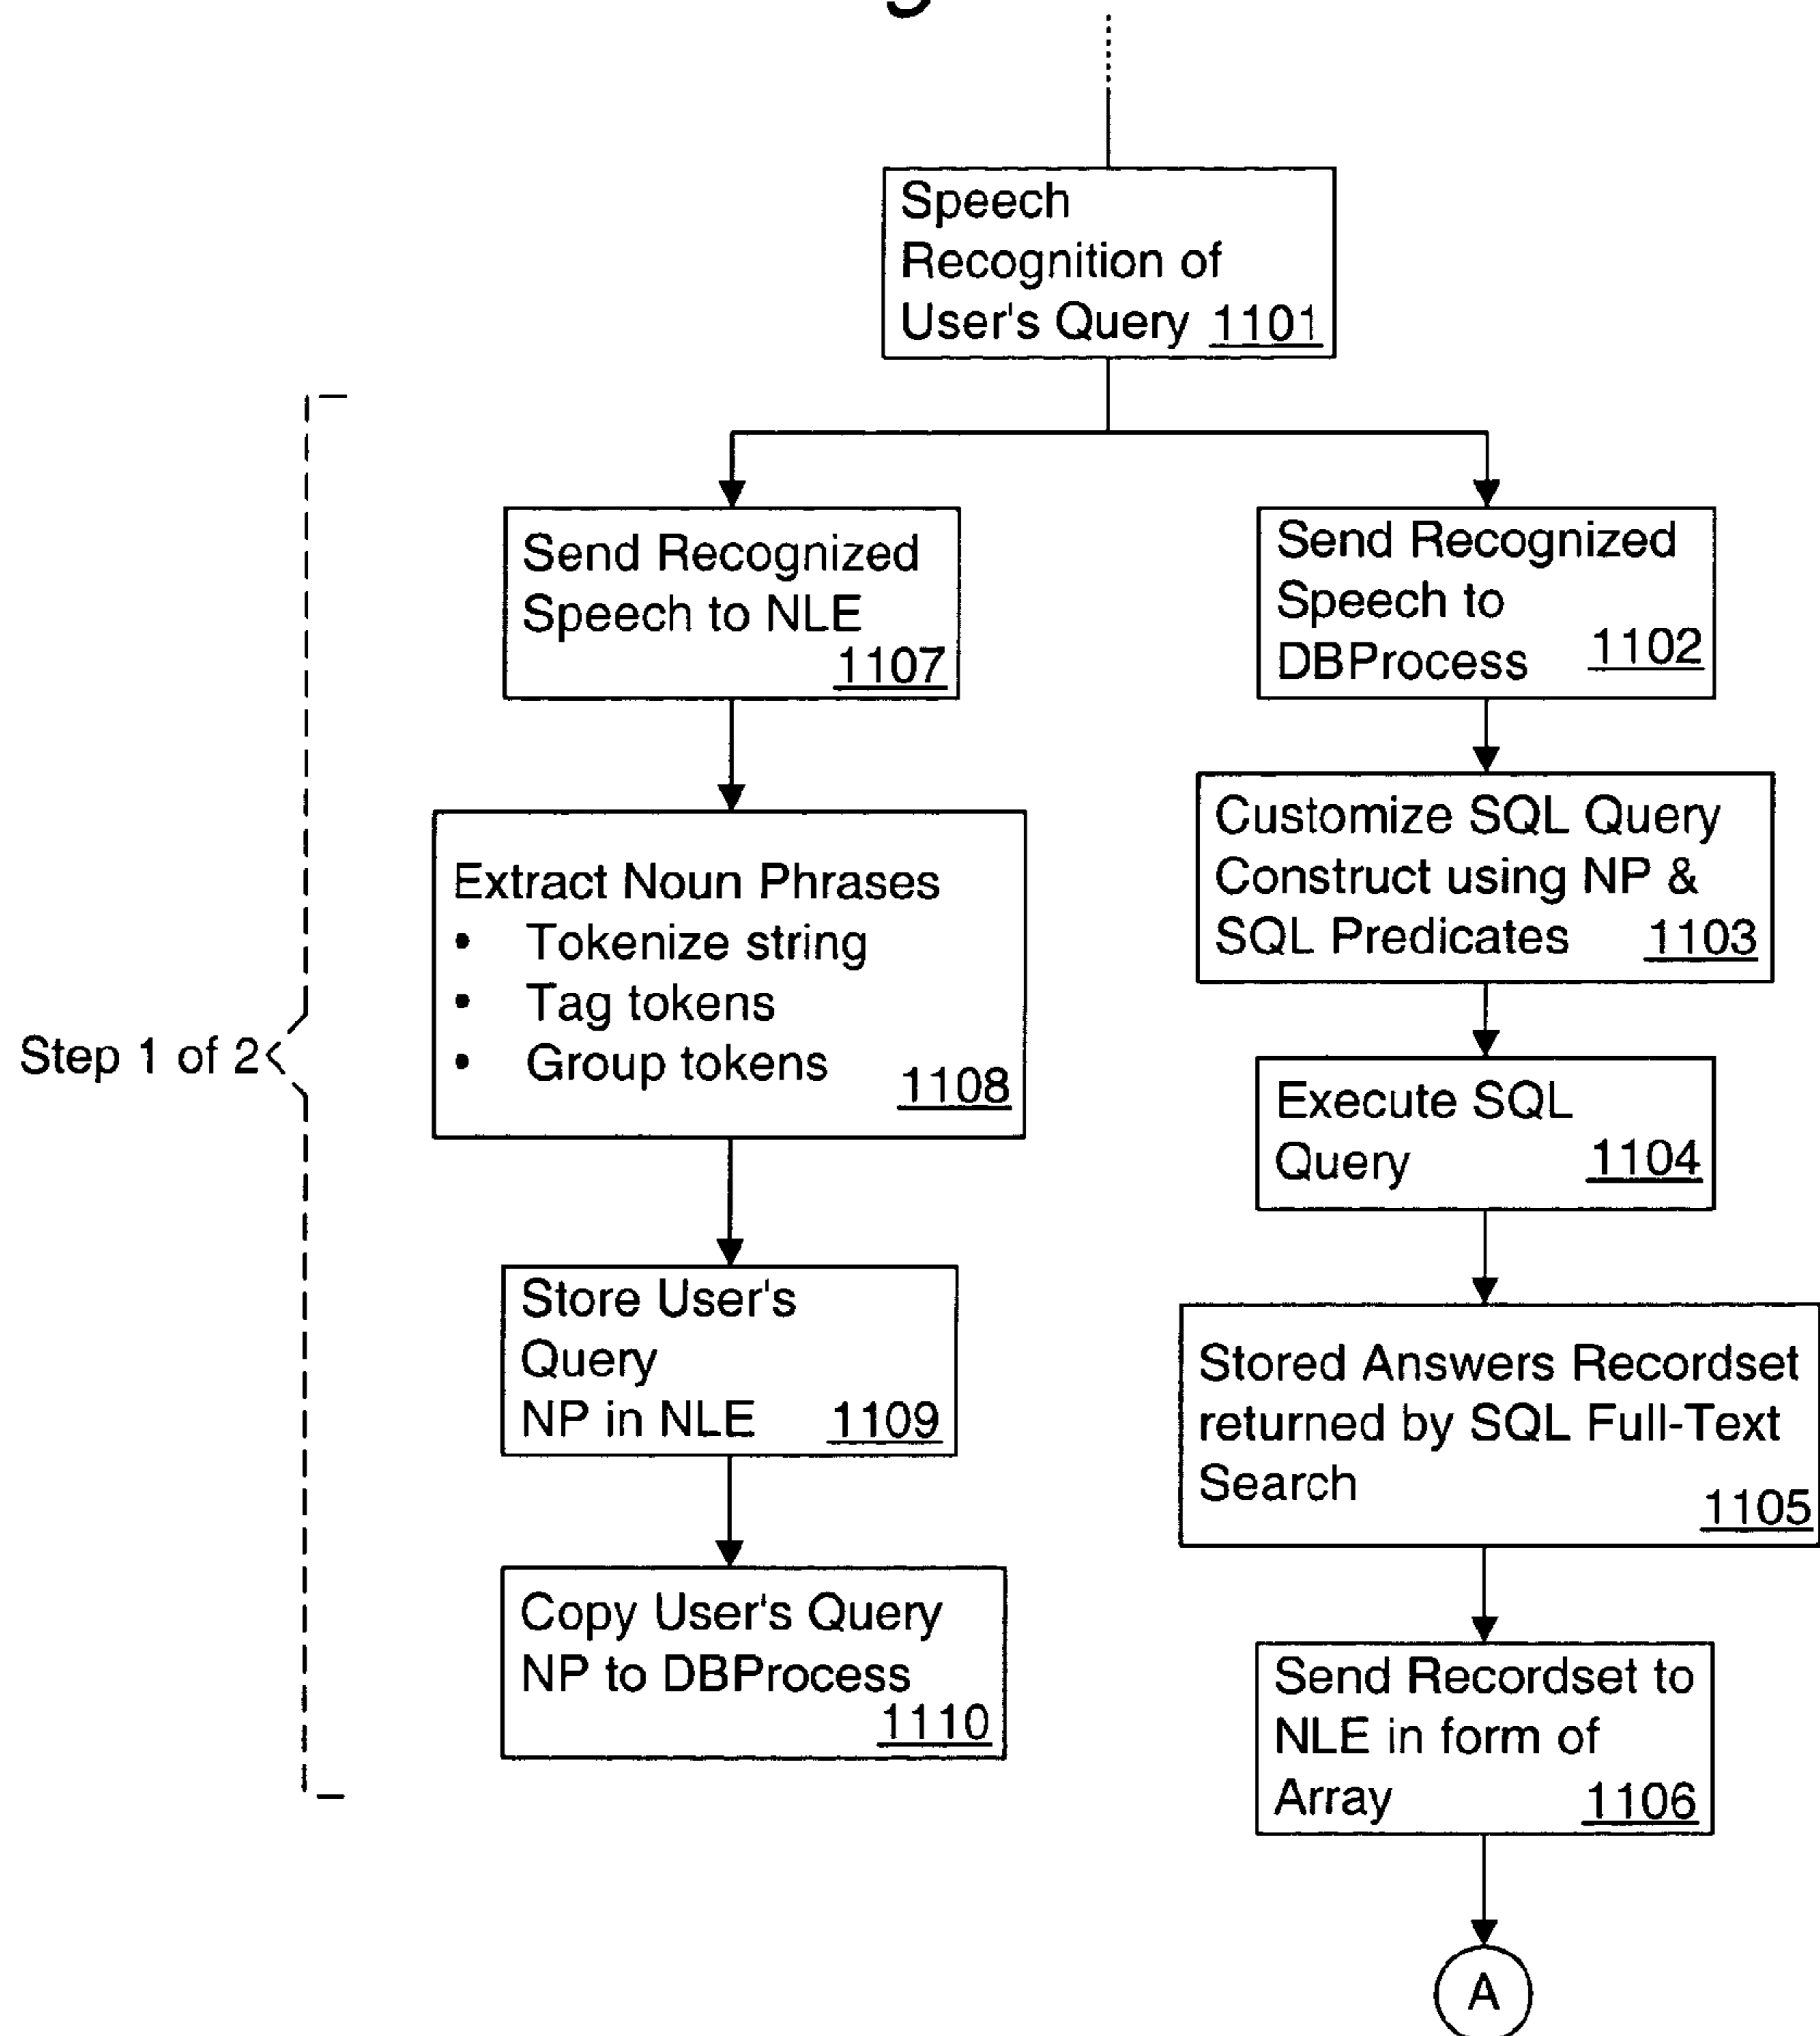 Speech
Recognition of
User's Query 1101
Send Recognized
Speech to NLE
1107
Send Recognized
Speech to
DBProcess 1102
Extract Noun Phrases
• Tokenize string
• Tag tokens
• Group tokens
1108
Customize SQL Query
Construct using NP &
SQL Predicates 1103
Step 1 of 2
Execute SQL
Query 1104
Store User's
Query
NP in NLE 1109
Stored Answers Recordset
returned by SQL Full-Text
Search
1105
Copy User's Query
NP to DBProcess
1110
Send Recordset to
NLE in form of
Array 1106
A